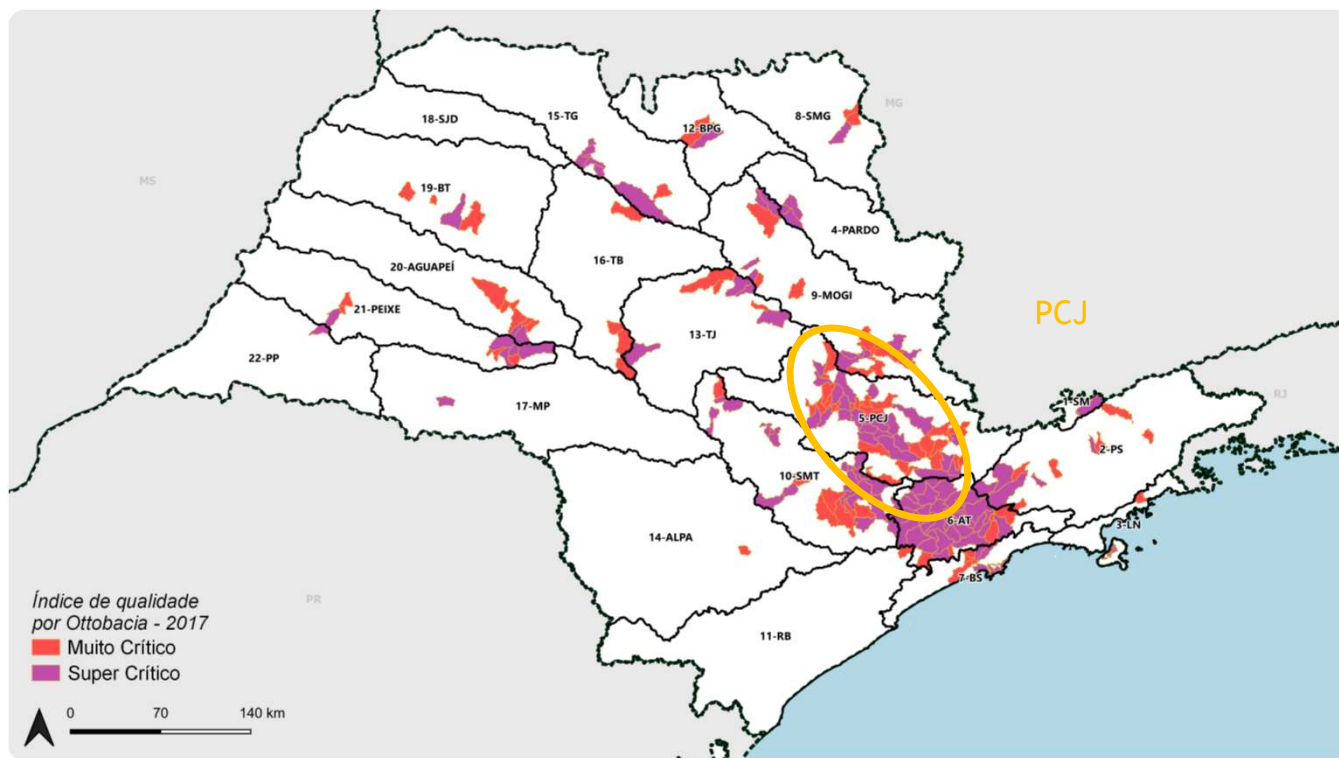 MG
8-SMG
15-TG
18-SJD
12-BPG
MS
19-BT
4-PARDO
16-TB
20-AGUAPEÍ
9-MOGI
21-PEIXE
PCJ
13-TJ
22-PP
RJ
1-SM
17-MP
5-PCJ
2-PS
10-SMT
6-AT
3-LN
14-ALPA
7-BS
PR
11-RB
Índice de qualidade
por Ottobacia - 2017
Muito Crítico
Super Crítico
0 70 140 km